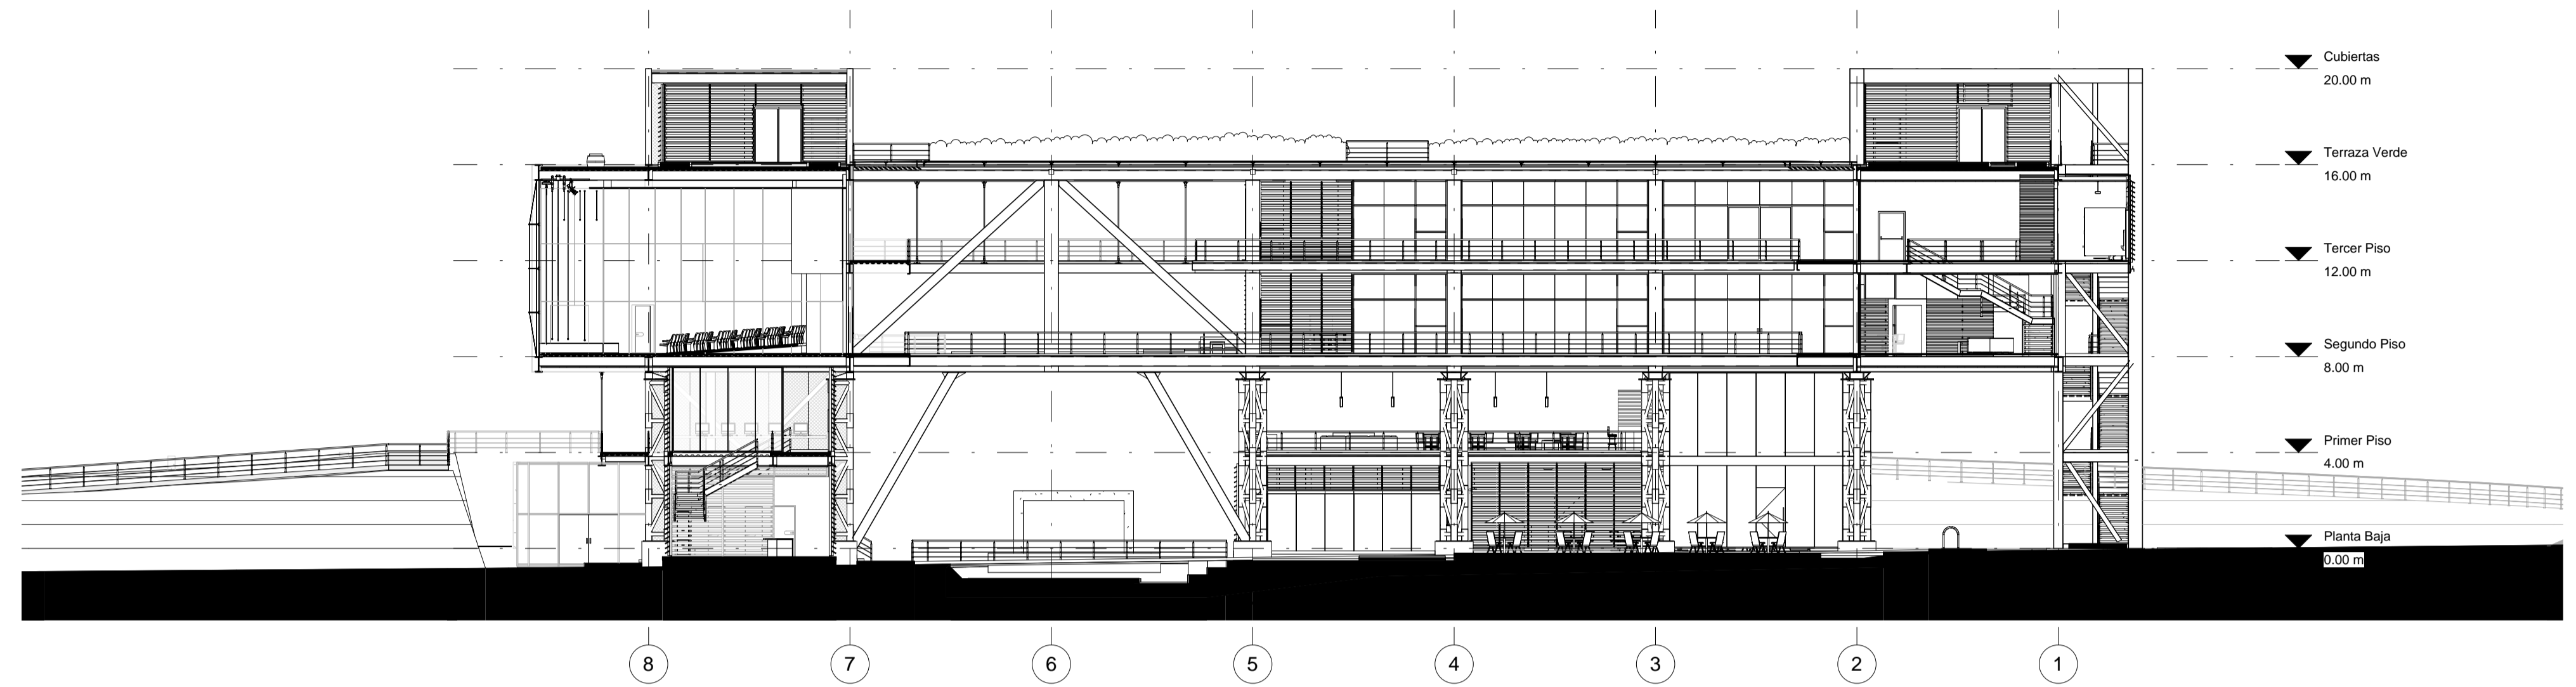 Cubiertas
20.00 m
Terraza Verde
16.00 m
Tercer Piso
12.00 m
Segundo Piso
8.00 m
Primer Piso
4.00 m
Planta Baja
0.00 m
8 7 6 5 4 3 2 1